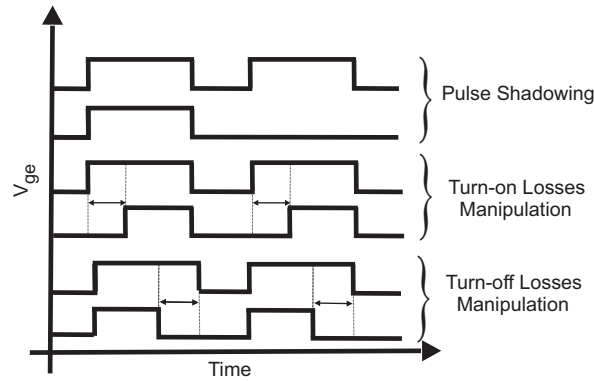 Pulse Shadowing
Vge
Turn-on Losses
Manipulation
Turn-off Losses
Manipulation
Time